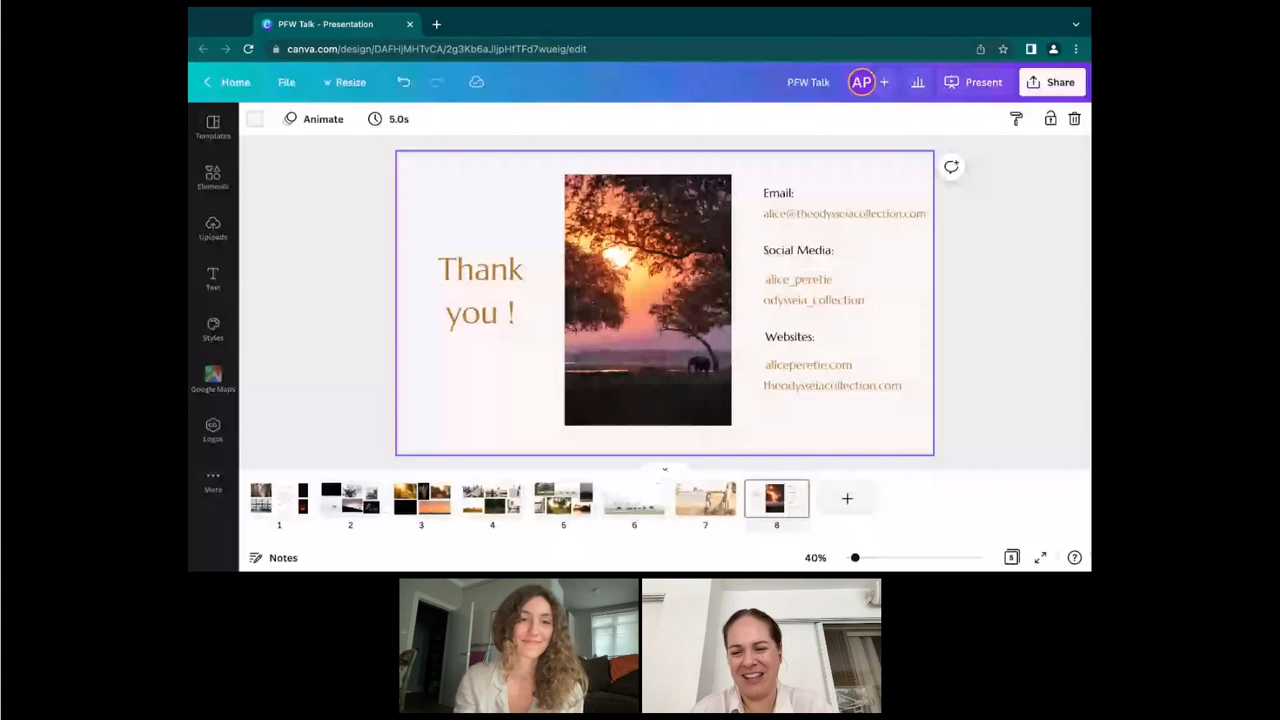 PFW Talk - Presentation
canva.com/design/DAFHjMHTvCA/2g3Kb6aJljpHfTFd7wueig/edit
Home File Resize PFW Talk AP Present Share
Animate 5.0s
Templates
Elements
Uploads
Text
Styles
Google Maps
Logos
More
Thank
you !
Email:
alice@theodysseiacollection.com
Social Media:
alice_peretie
odysseia_collection
Websites:
aliceperetie.com
theodysseiacollection.com
1 2 3 4 5 6 7 8
Notes 40% 8